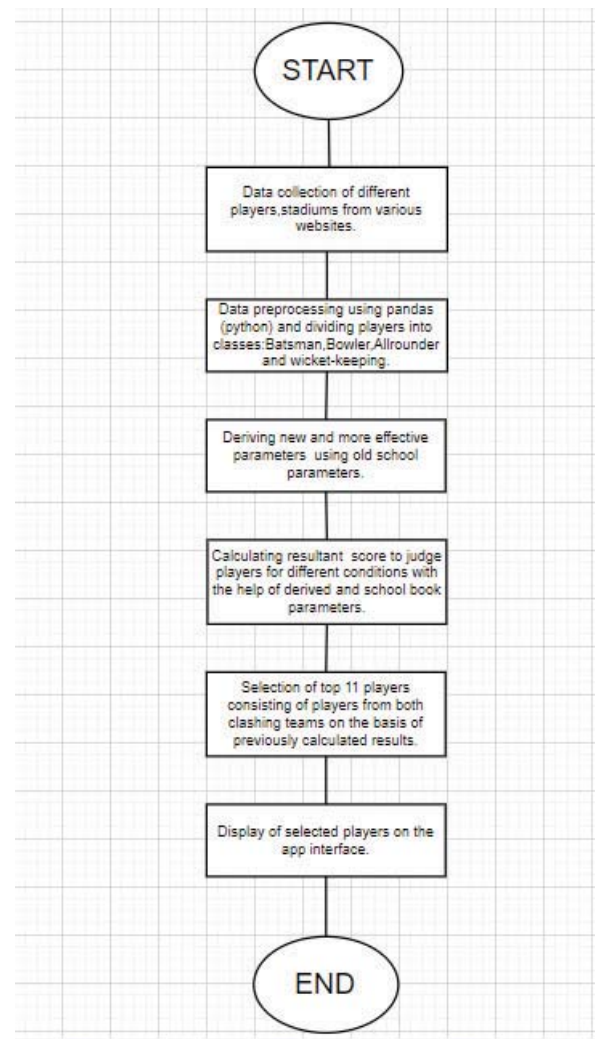 START
Data collection of different
players,stadiums from various
websites.
Data preprocessing using pandas
(python) and dividing players into
classes:Batsman,Bowler,Allrounder
and wicket-keeping.
Deriving new and more effective
parameters using old school
parameters.
Calculating resultant score to judge
players for different conditions with
the help of derived and school book
parameters.
Selection of top 11 players
consisting of players from both
clashing teams on the basis of
previously calculated results.
Display of selected players on the
app interface.
END